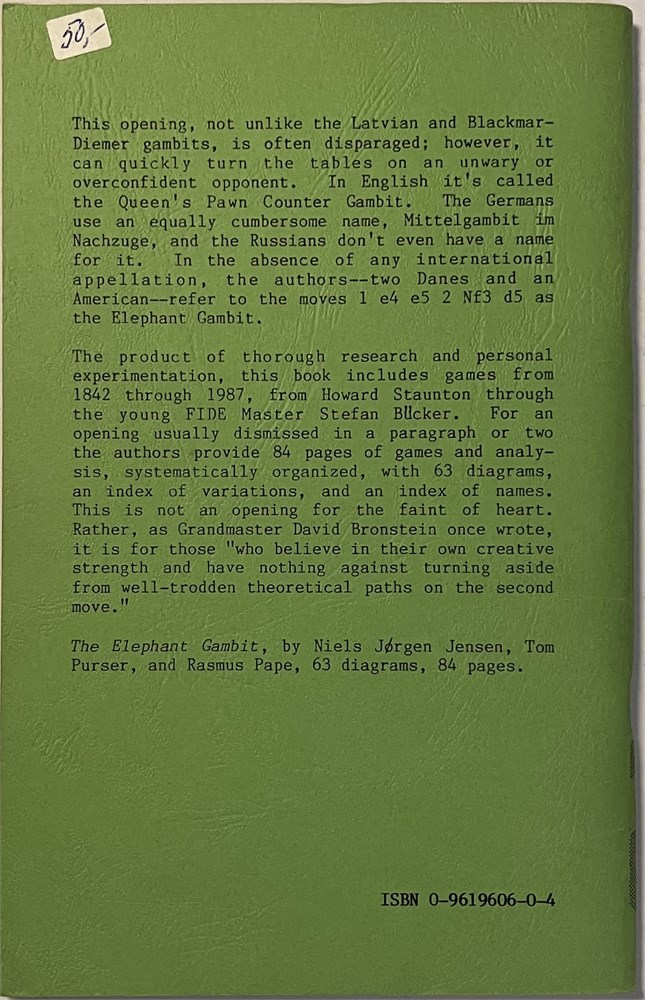 50,-
This opening, not unlike the Latvian and Blackmar-
Diemer gambits, is often disparaged; however, it
can quickly turn the tables on an unwary or
overconfident opponent. In English it's called
the Queen's Pawn Counter Gambit. The Germans
use an equally cumbersome name, Mittelgambit im
Nachzuge, and the Russians don't even have a name
for it. In the absence of any international
appellation, the authors--two Danes and an
American--refer to the moves 1 e4 e5 2 Nf3 d5 as
the Elephant Gambit.
The product of thorough research and personal
experimentation, this book includes games from
1842 through 1987, from Howard Staunton through
the young FIDE Master Stefan Bücker. For an
opening usually dismissed in a paragraph or two
the authors provide 84 pages of games and analy-
sis, systematically organized, with 63 diagrams,
an index of variations, and an index of names.
This is not an opening for the faint of heart.
Rather, as Grandmaster David Bronstein once wrote,
it is for those "who believe in their own creative
strength and have nothing against turning aside
from well-trodden theoretical paths on the second
move."
The Elephant Gambit, by Niels Jørgen Jensen, Tom
Purser, and Rasmus Pape, 63 diagrams, 84 pages.
ISBN 0-9619606-0-4